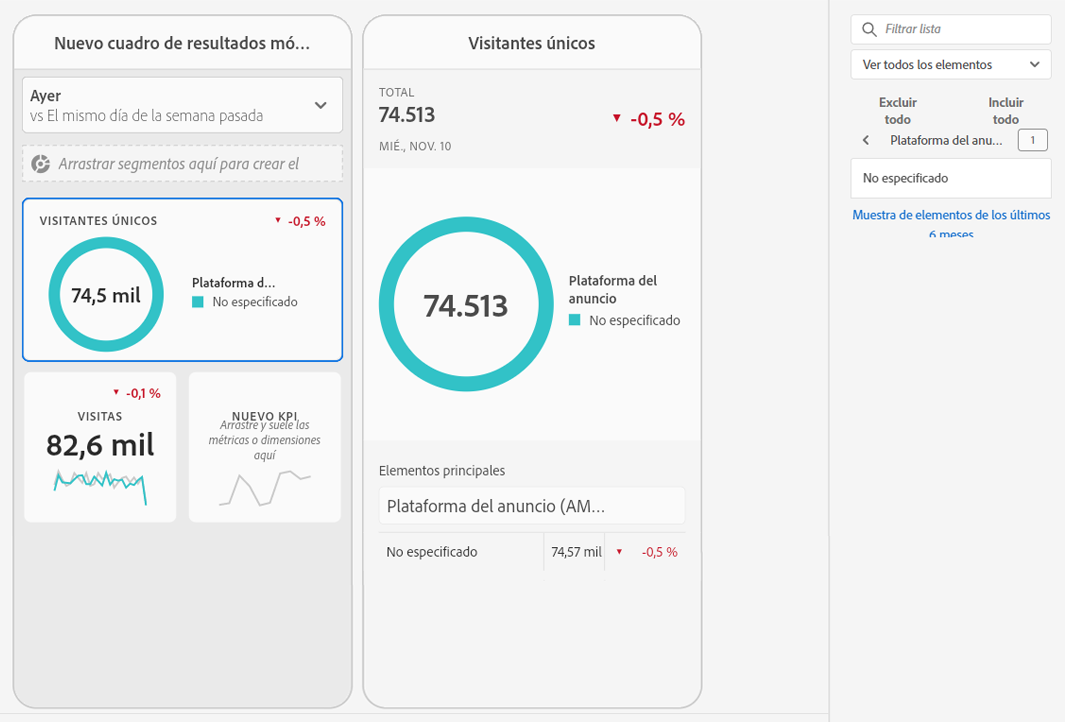 Nuevo cuadro de resultados mó...
Ayer
vs El mismo día de la semana pasada
Arrastrar segmentos aquí para crear el
VISITANTES ÚNICOS
▼ -0,5 %
74,5 mil
Plataforma d...
No especificado
▼ -0,1 %
VISITAS
82,6 mil
NUEVO KPI
Arrastre y suele las
métricas o dimensiones
aquí
Visitantes únicos
TOTAL
74.513
▼ -0,5 %
MIÉ., NOV. 10
74.513
Plataforma del
anuncio
No especificado
Elementos principales
Plataforma del anuncio (AM...
No especificado 74,57 mil ▼ -0,5 %
Filtrar lista
Ver todos los elementos
Excluir
todo
Incluir
todo
Plataforma del anu... 1
No especificado
Muestra de elementos de los últimos
6 meses